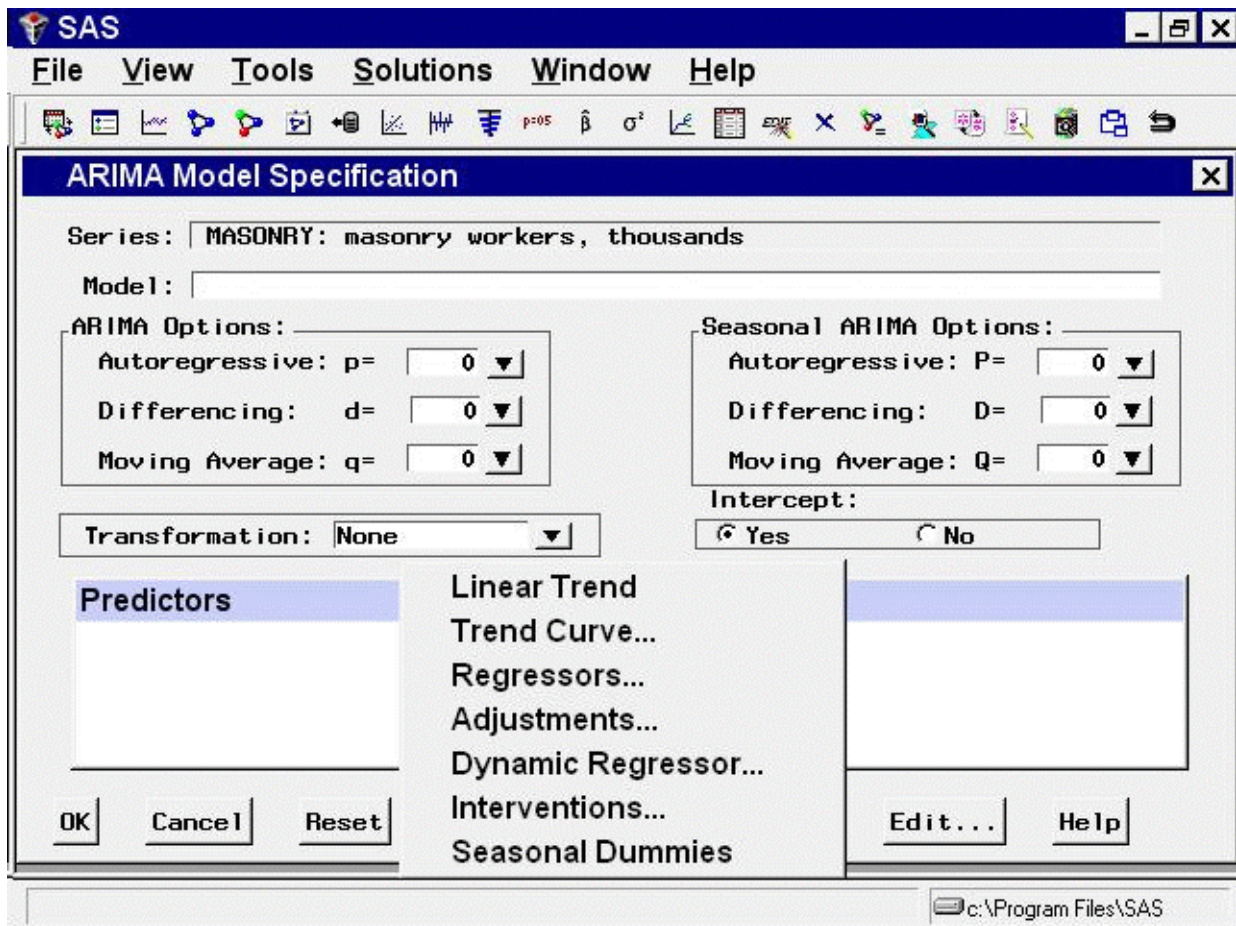 SAS
File View Tools Solutions Window Help
p=05 β̂ σ²
ARIMA Model Specification
Series: MASONRY: masonry workers, thousands
Model:
ARIMA Options:
Autoregressive: p= 0
Differencing: d= 0
Moving Average: q= 0
Seasonal ARIMA Options:
Autoregressive: P= 0
Differencing: D= 0
Moving Average: Q= 0
Transformation: None
Intercept:
Yes No
Predictors
Linear Trend
Trend Curve...
Regressors...
Adjustments...
Dynamic Regressor...
Interventions...
Seasonal Dummies
OK Cancel Reset Edit... Help
c:\Program Files\SAS